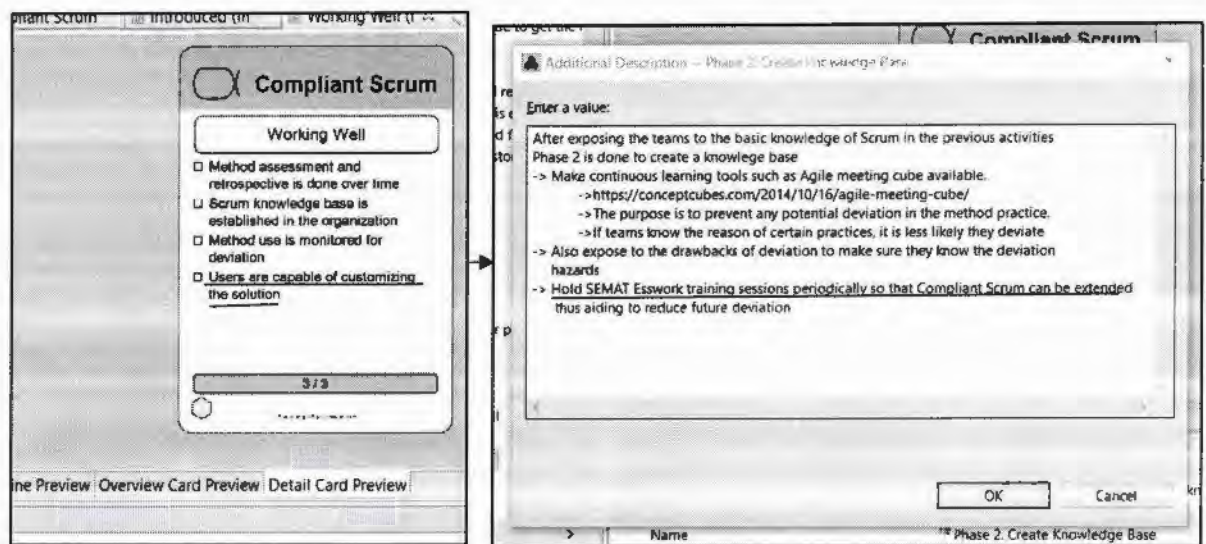 Compliant Scrum
Working Well
□ Method assessment and
retrospective is done over time
□ Scrum knowledge base is
established in the organization
□ Method use is monitored for
deviation
□ Users are capable of customizing
the solution
3 / 3
Overview Card Preview Detail Card Preview
Compliant Scrum
Additional Description -- Phase 2. Create Knowledge Base
Enter a value:
After exposing the teams to the basic knowledge of Scrum in the previous activities
Phase 2 is done to create a knowlege base
-> Make continuous learning tools such as Agile meeting cube available.
->https://conceptcubes.com/2014/10/16/agile-meeting-cube/
->The purpose is to prevent any potential deviation in the method practice.
->If teams know the reason of certain practices, it is less likely they deviate
-> Also expose to the drawbacks of deviation to make sure they know the deviation
hazards
-> Hold SEMAT Esswork training sessions periodically so that Compliant Scrum can be extended
thus aiding to reduce future deviation
OK Cancel
Name Phase 2. Create Knowledge Base